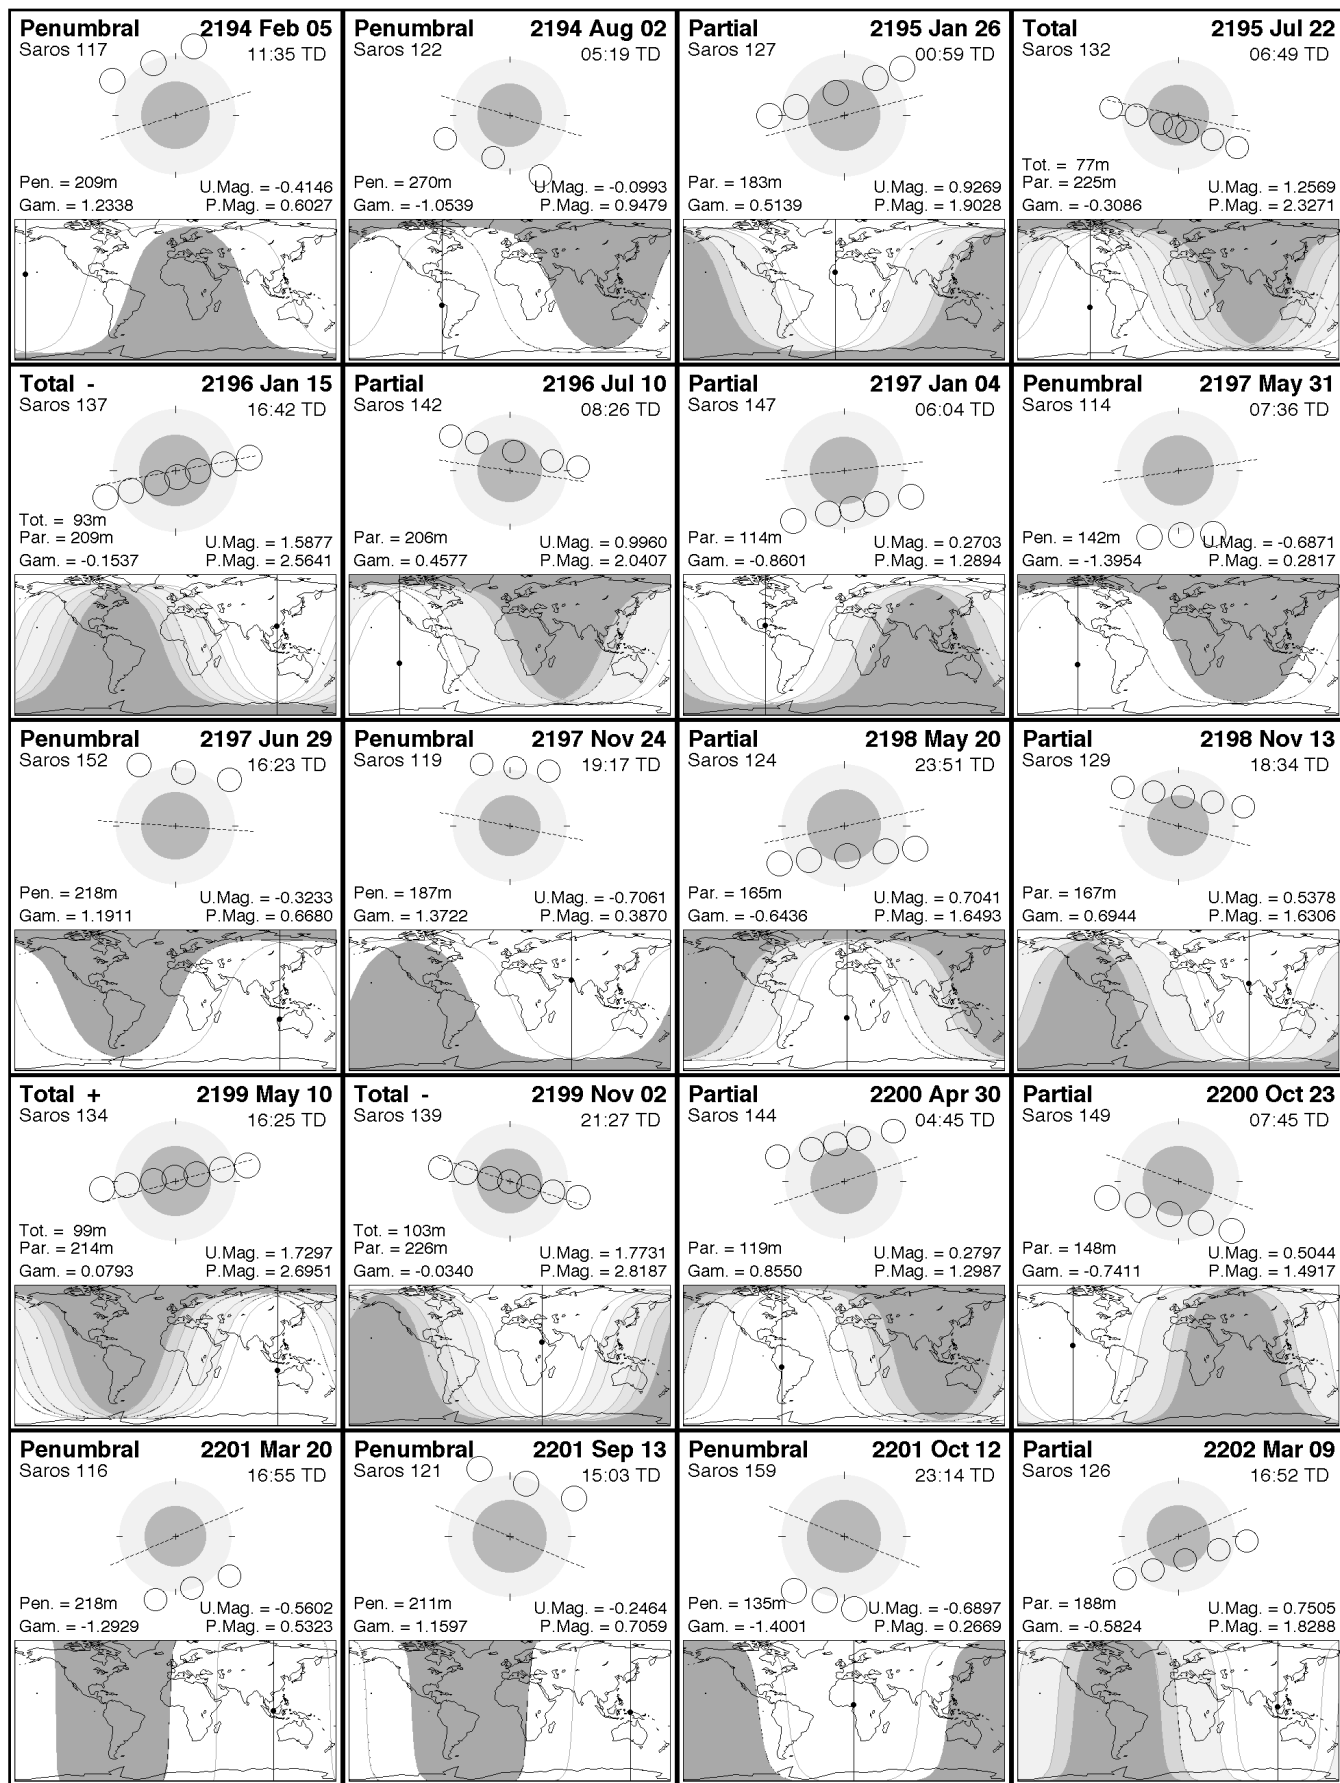 Penumbral 2194 Feb 05
Saros 117 11:35 TD
Pen. = 209m U.Mag. = -0.4146
Gam. = 1.2338 P.Mag. = 0.6027
Penumbral 2194 Aug 02
Saros 122 05:19 TD
Pen. = 270m U.Mag. = -0.0993
Gam. = -1.0539 P.Mag. = 0.9479
Partial 2195 Jan 26
Saros 127 00:59 TD
Par. = 183m U.Mag. = 0.9269
Gam. = 0.5139 P.Mag. = 1.9028
Total 2195 Jul 22
Saros 132 06:49 TD
Tot. = 77m
Par. = 225m U.Mag. = 1.2569
Gam. = -0.3086 P.Mag. = 2.3271
Total - 2196 Jan 15
Saros 137 16:42 TD
Tot. = 93m
Par. = 209m U.Mag. = 1.5877
Gam. = -0.1537 P.Mag. = 2.5641
Partial 2196 Jul 10
Saros 142 08:26 TD
Par. = 206m U.Mag. = 0.9960
Gam. = 0.4577 P.Mag. = 2.0407
Partial 2197 Jan 04
Saros 147 06:04 TD
Par. = 114m U.Mag. = 0.2703
Gam. = -0.8601 P.Mag. = 1.2894
Penumbral 2197 May 31
Saros 114 07:36 TD
Pen. = 142m U.Mag. = -0.6871
Gam. = -1.3954 P.Mag. = 0.2817
Penumbral 2197 Jun 29
Saros 152 16:23 TD
Pen. = 218m U.Mag. = -0.3233
Gam. = 1.1911 P.Mag. = 0.6680
Penumbral 2197 Nov 24
Saros 119 19:17 TD
Pen. = 187m U.Mag. = -0.7061
Gam. = 1.3722 P.Mag. = 0.3870
Partial 2198 May 20
Saros 124 23:51 TD
Par. = 165m U.Mag. = 0.7041
Gam. = -0.6436 P.Mag. = 1.6493
Partial 2198 Nov 13
Saros 129 18:34 TD
Par. = 167m U.Mag. = 0.5378
Gam. = 0.6944 P.Mag. = 1.6306
Total + 2199 May 10
Saros 134 16:25 TD
Tot. = 99m
Par. = 214m U.Mag. = 1.7297
Gam. = 0.0793 P.Mag. = 2.6951
Total - 2199 Nov 02
Saros 139 21:27 TD
Tot. = 103m
Par. = 226m U.Mag. = 1.7731
Gam. = -0.0340 P.Mag. = 2.8187
Partial 2200 Apr 30
Saros 144 04:45 TD
Par. = 119m U.Mag. = 0.2797
Gam. = 0.8550 P.Mag. = 1.2987
Partial 2200 Oct 23
Saros 149 07:45 TD
Par. = 148m U.Mag. = 0.5044
Gam. = -0.7411 P.Mag. = 1.4917
Penumbral 2201 Mar 20
Saros 116 16:55 TD
Pen. = 218m U.Mag. = -0.5602
Gam. = -1.2929 P.Mag. = 0.5323
Penumbral 2201 Sep 13
Saros 121 15:03 TD
Pen. = 211m U.Mag. = -0.2464
Gam. = 1.1597 P.Mag. = 0.7059
Penumbral 2201 Oct 12
Saros 159 23:14 TD
Pen. = 135m U.Mag. = -0.6897
Gam. = -1.4001 P.Mag. = 0.2669
Partial 2202 Mar 09
Saros 126 16:52 TD
Par. = 188m U.Mag. = 0.7505
Gam. = -0.5824 P.Mag. = 1.8288